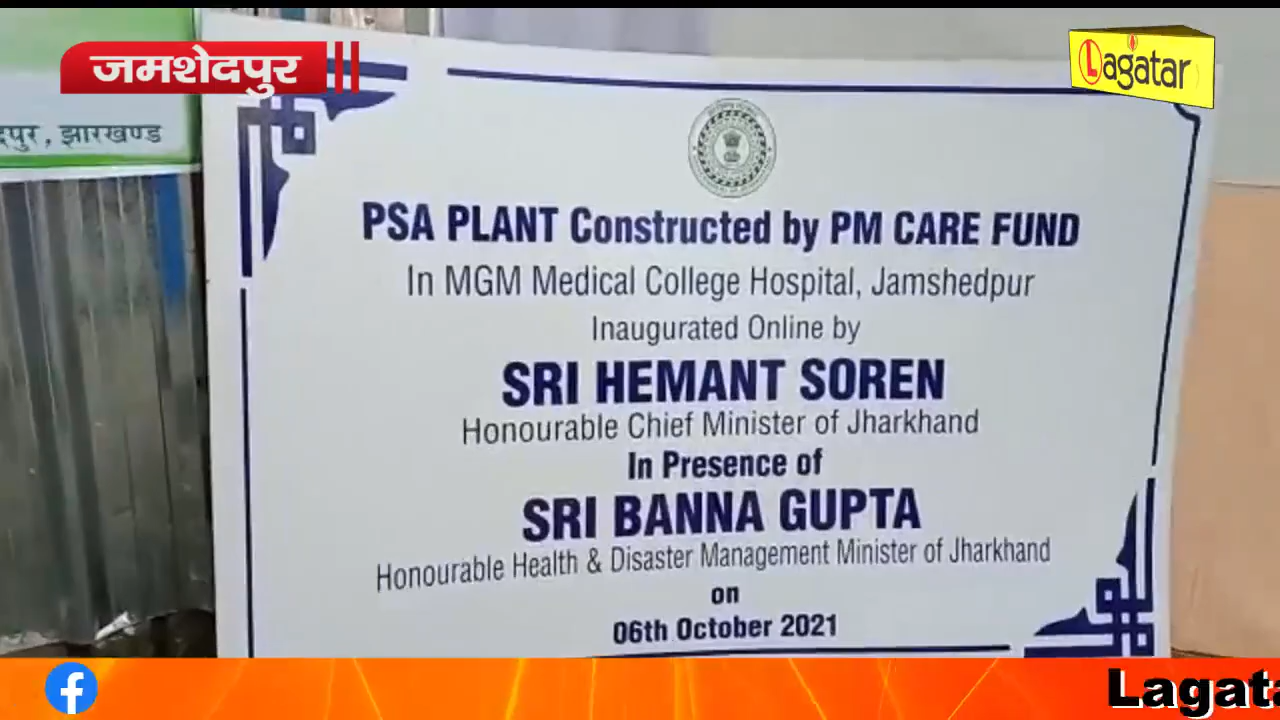 जमशेदपुर
Lagatar
दपुर, झारखण्ड
PSA PLANT Constructed by PM CARE FUND
In MGM Medical College Hospital, Jamshedpur
Inaugurated Online by
SRI HEMANT SOREN
Honourable Chief Minister of Jharkhand
In Presence of
SRI BANNA GUPTA
Honourable Health & Disaster Management Minister of Jharkhand
on
06th October 2021
Lagata